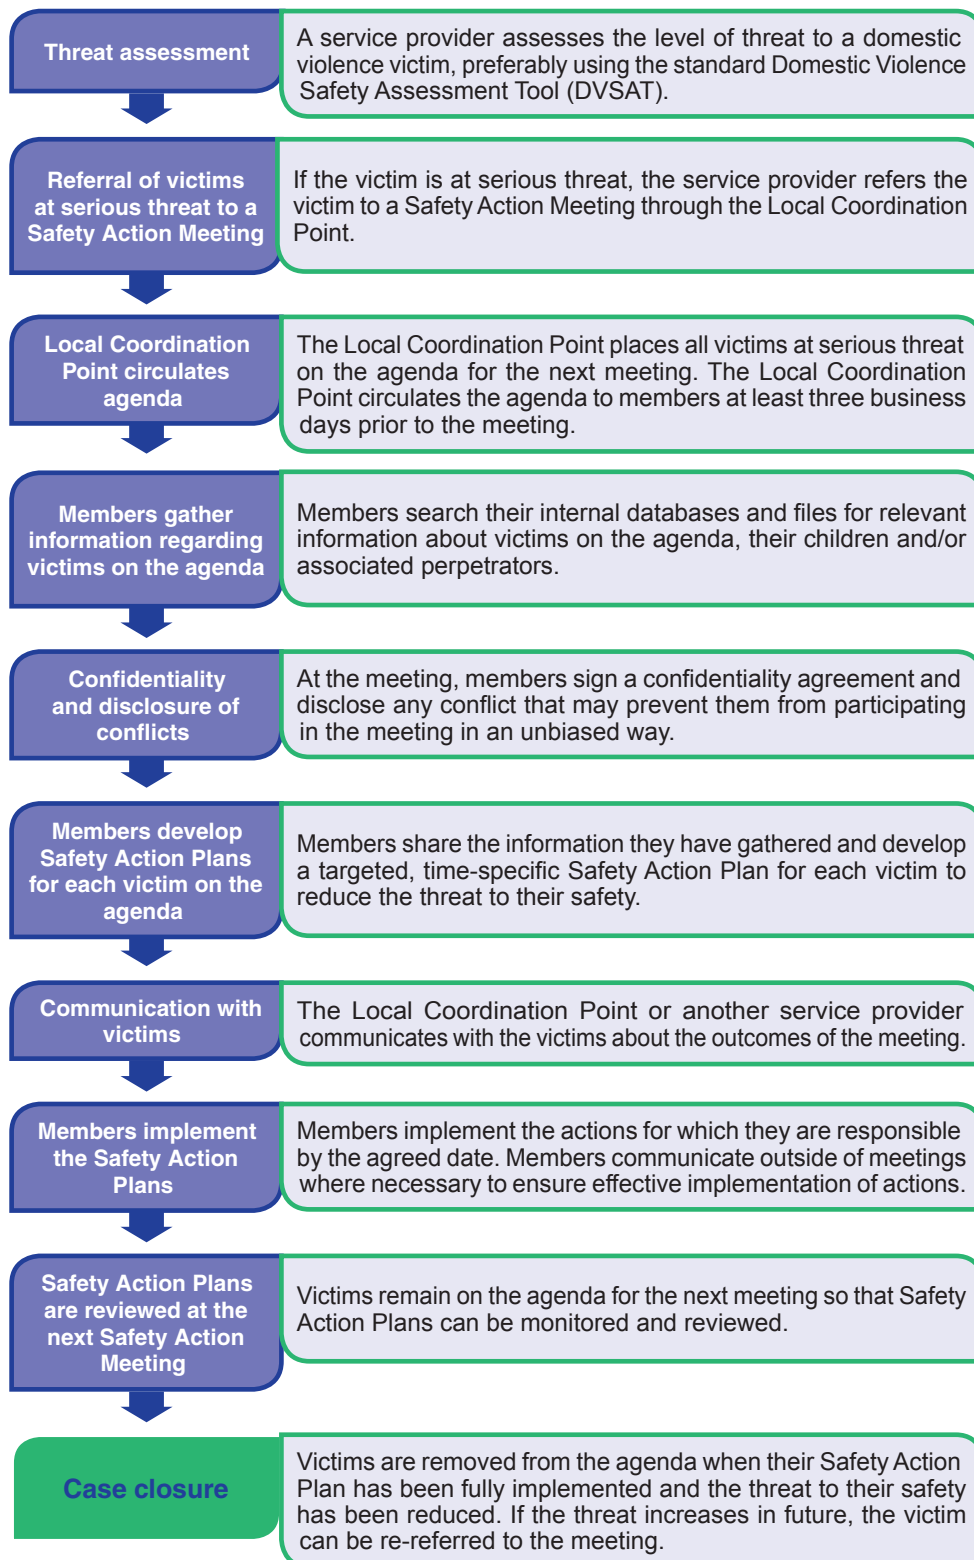 Threat assessment
A service provider assesses the level of threat to a domestic
violence victim, preferably using the standard Domestic Violence
Safety Assessment Tool (DVSAT).
Referral of victims
at serious threat to a
Safety Action Meeting
If the victim is at serious threat, the service provider refers the
victim to a Safety Action Meeting through the Local Coordination
Point.
Local Coordination
Point circulates
agenda
The Local Coordination Point places all victims at serious threat
on the agenda for the next meeting. The Local Coordination
Point circulates the agenda to members at least three business
days prior to the meeting.
Members gather
information regarding
victims on the agenda
Members search their internal databases and files for relevant
information about victims on the agenda, their children and/or
associated perpetrators.
Confidentiality
and disclosure of
conflicts
At the meeting, members sign a confidentiality agreement and
disclose any conflict that may prevent them from participating
in the meeting in an unbiased way.
Members develop
Safety Action Plans
for each victim on the
agenda
Members share the information they have gathered and develop
a targeted, time-specific Safety Action Plan for each victim to
reduce the threat to their safety.
Communication with
victims
The Local Coordination Point or another service provider
communicates with the victims about the outcomes of the meeting.
Members implement
the Safety Action
Plans
Members implement the actions for which they are responsible
by the agreed date. Members communicate outside of meetings
where necessary to ensure effective implementation of actions.
Safety Action Plans
are reviewed at the
next Safety Action
Meeting
Victims remain on the agenda for the next meeting so that Safety
Action Plans can be monitored and reviewed.
Case closure
Victims are removed from the agenda when their Safety Action
Plan has been fully implemented and the threat to their safety
has been reduced. If the threat increases in future, the victim
can be re-referred to the meeting.